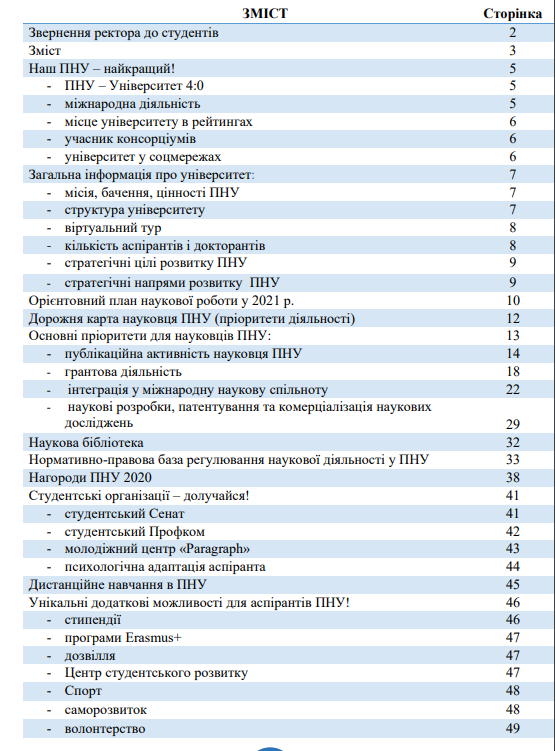 ЗМІСТ Сторінка
Звернення ректора до студентів 2
Зміст 3
Наш ПНУ – найкращий! 5
- ПНУ – Університет 4:0 5
- міжнародна діяльність 5
- місце університету в рейтингах 6
- учасник консорціумів 6
- університет у соцмережах 6
Загальна інформація про університет: 7
- місія, бачення, цінності ПНУ 7
- структура університету 7
- віртуальний тур 8
- кількість аспірантів і докторантів 8
- стратегічні цілі розвитку ПНУ 9
- стратегічні напрями розвитку ПНУ 9
Орієнтовний план наукової роботи у 2021 р. 10
Дорожня карта науковця ПНУ (пріоритети діяльності) 12
Основні пріоритети для науковців ПНУ: 13
- публікаційна активність науковця ПНУ 14
- грантова діяльність 18
- інтеграція у міжнародну наукову спільноту 22
- наукові розробки, патентування та комерціалізація наукових
досліджень 29
Наукова бібліотека 32
Нормативно-правова база регулювання наукової діяльності у ПНУ 33
Нагороди ПНУ 2020 38
Студентські організації – долучайся! 41
- студентський Сенат 41
- студентський Профком 42
- молодіжний центр «Paragraph» 43
- психологічна адаптація аспіранта 44
Дистанційне навчання в ПНУ 45
Унікальні додаткові можливості для аспірантів ПНУ! 46
- стипендії 46
- програми Erasmus+ 47
- дозвілля 47
- Центр студентського розвитку 47
- Спорт 48
- саморозвиток 48
- волонтерство 49